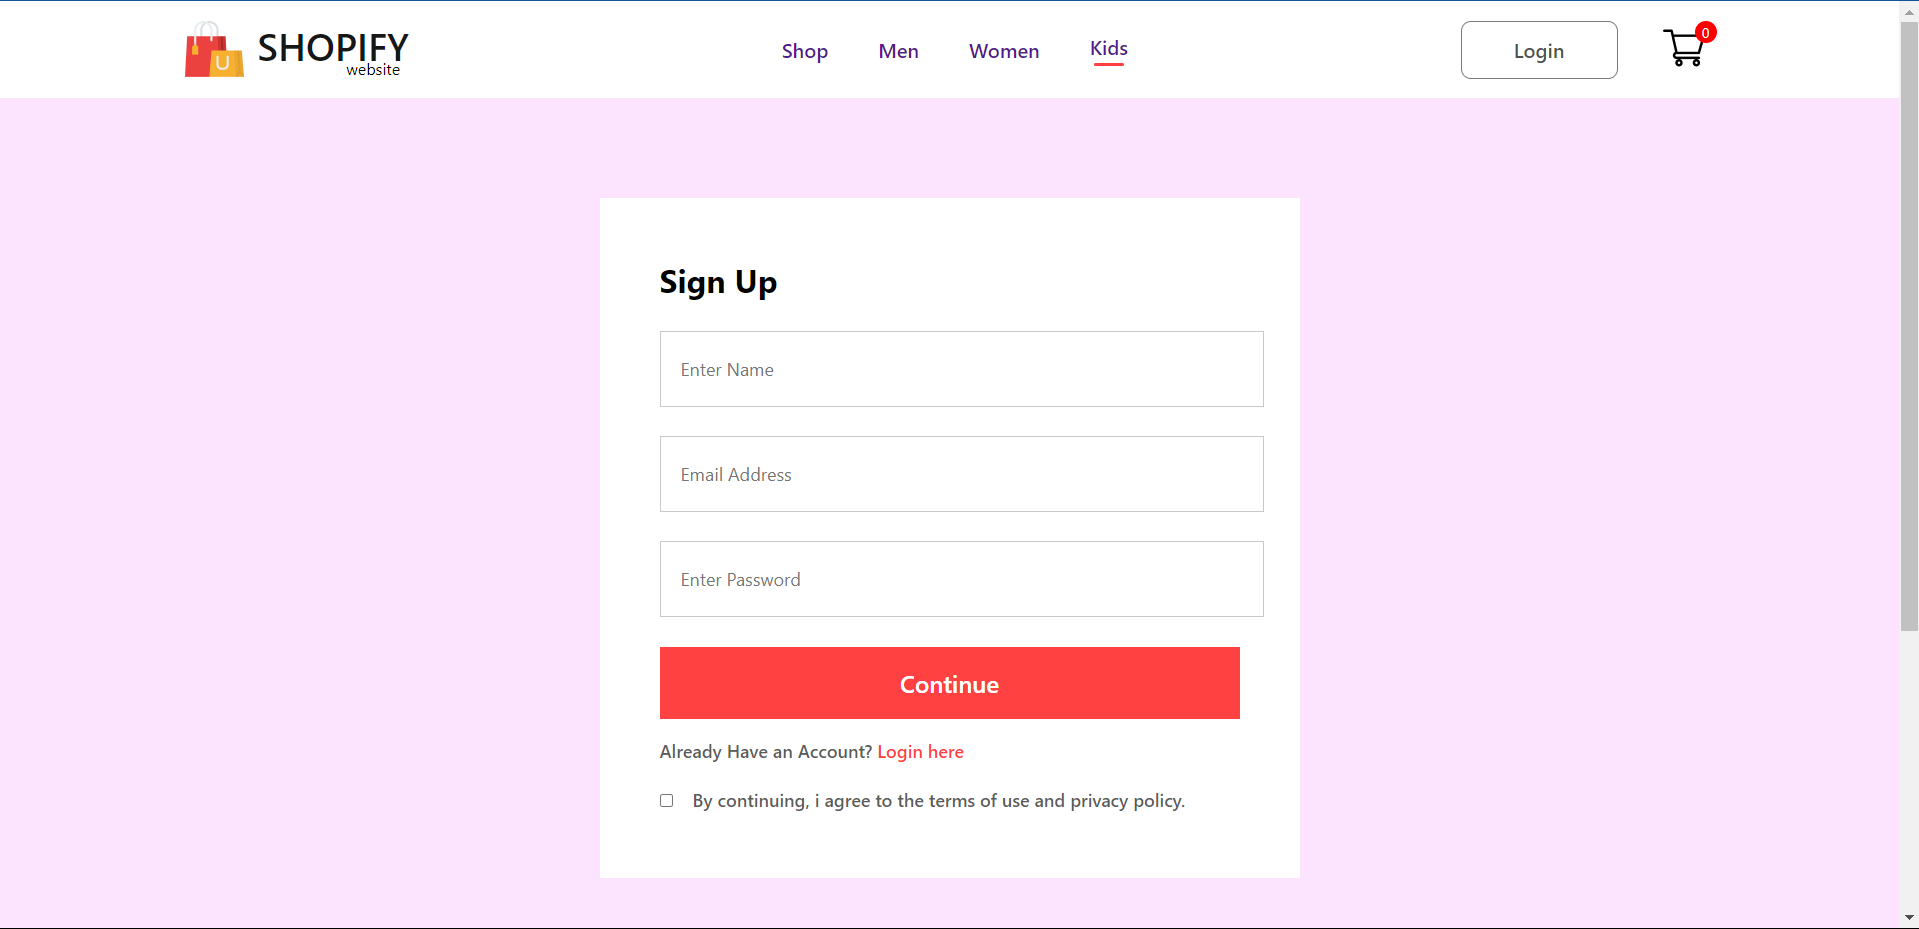 SHOPIFY
website
Shop Men Women Kids
Login
0
Sign Up
Enter Name
Email Address
Enter Password
Continue
Already Have an Account? Login here
By continuing, i agree to the terms of use and privacy policy.